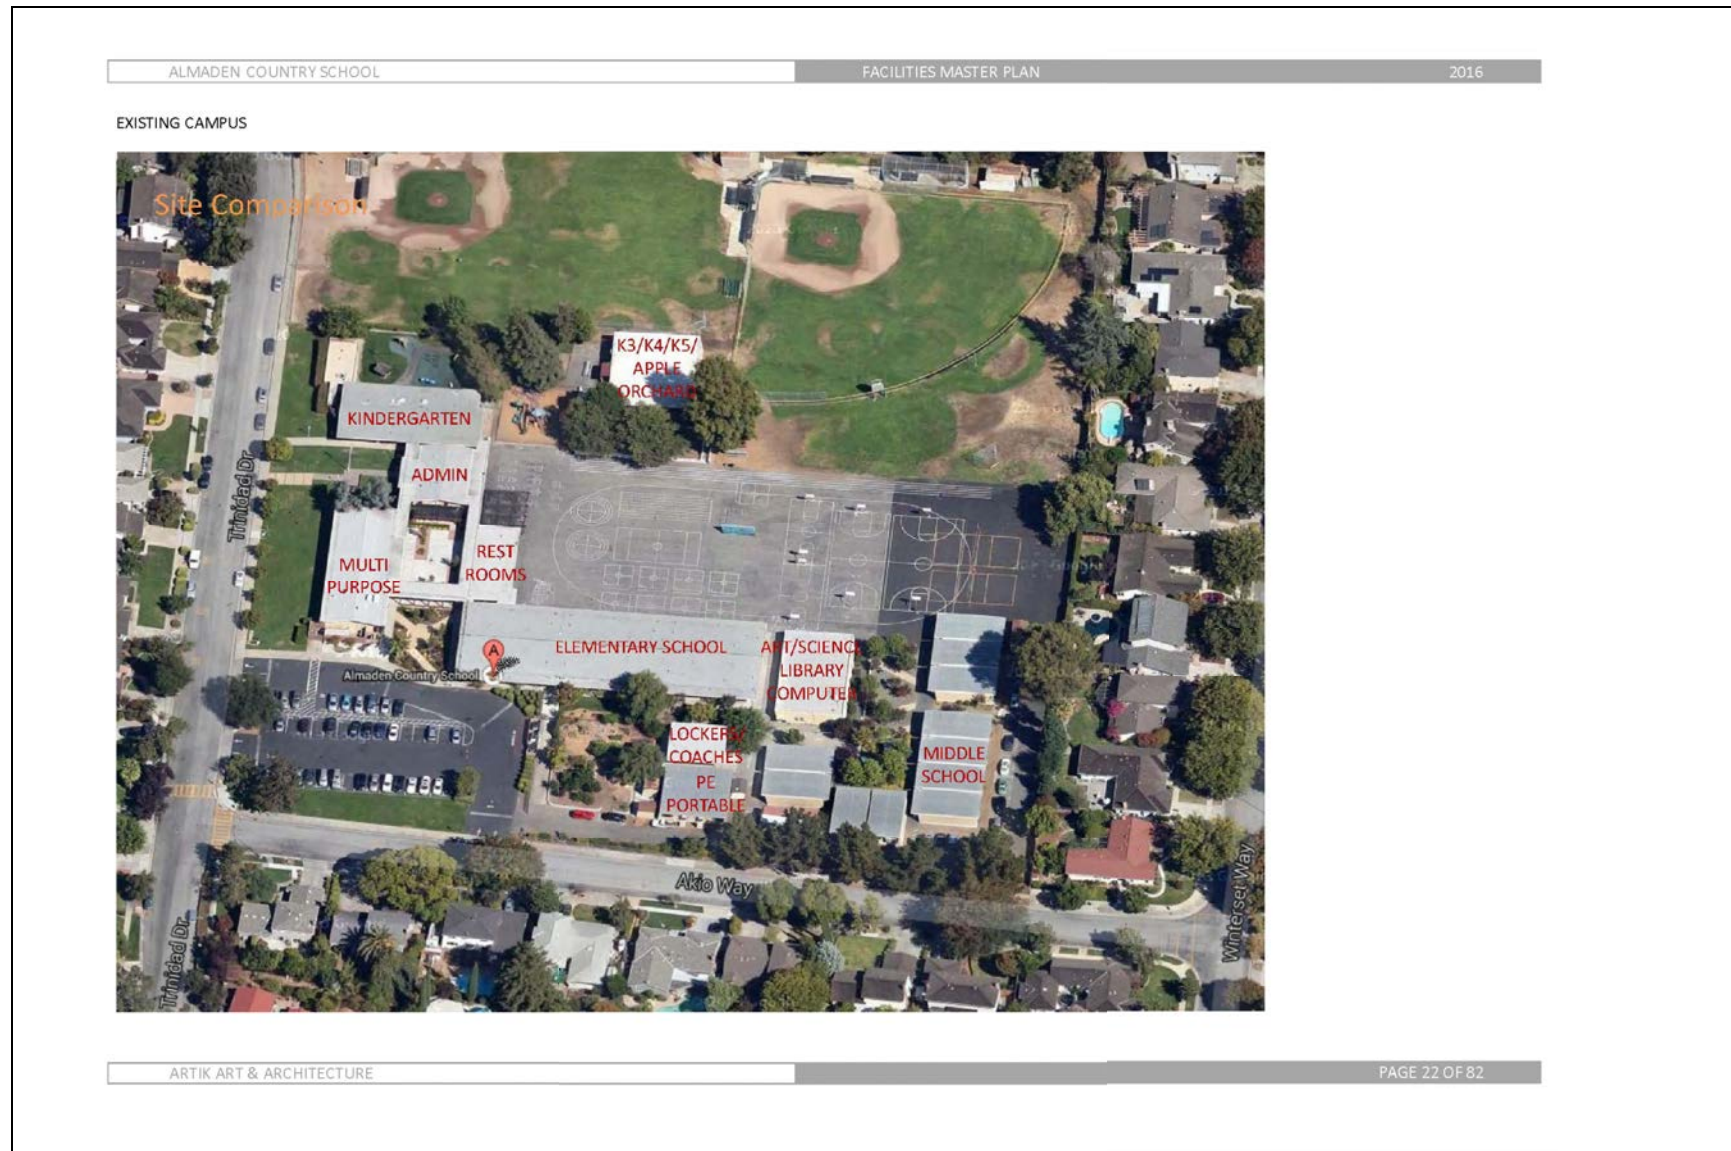 ALMADEN COUNTRY SCHOOL
FACILITIES MASTER PLAN
2016
EXISTING CAMPUS
Site Comparison
K3/K4/K5/
APPLE
ORCHARD
KINDERGARTEN
ADMIN
Trinidad Dr
MULTI
PURPOSE
REST
ROOMS
ELEMENTARY SCHOOL
ART/SCIENCE
LIBRARY
COMPUTER
A
Almaden Country School
LOCKERS/
COACHES
PE
PORTABLE
MIDDLE
SCHOOL
Akio Way
Winterset Way
Trinidad Dr
ARTIK ART & ARCHITECTURE
PAGE 22 OF 82